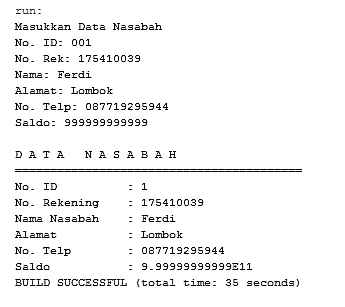 run:
Masukkan Data Nasabah
No. ID: 001
No. Rek: 175410039
Nama: Ferdi
Alamat: Lombok
No. Telp: 087719295944
Saldo: 999999999999
D A T A   N A S A B A H
=========================================
No. ID          : 1
No. Rekening    : 175410039
Nama Nasabah    : Ferdi
Alamat          : Lombok
No. Telp        : 087719295944
Saldo           : 9.99999999999E11
BUILD SUCCESSFUL (total time: 35 seconds)